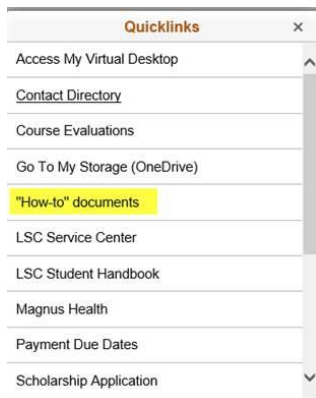 Quicklinks ×
Access My Virtual Desktop
Contact Directory
Course Evaluations
Go To My Storage (OneDrive)
"How-to" documents
LSC Service Center
LSC Student Handbook
Magnus Health
Payment Due Dates
Scholarship Application